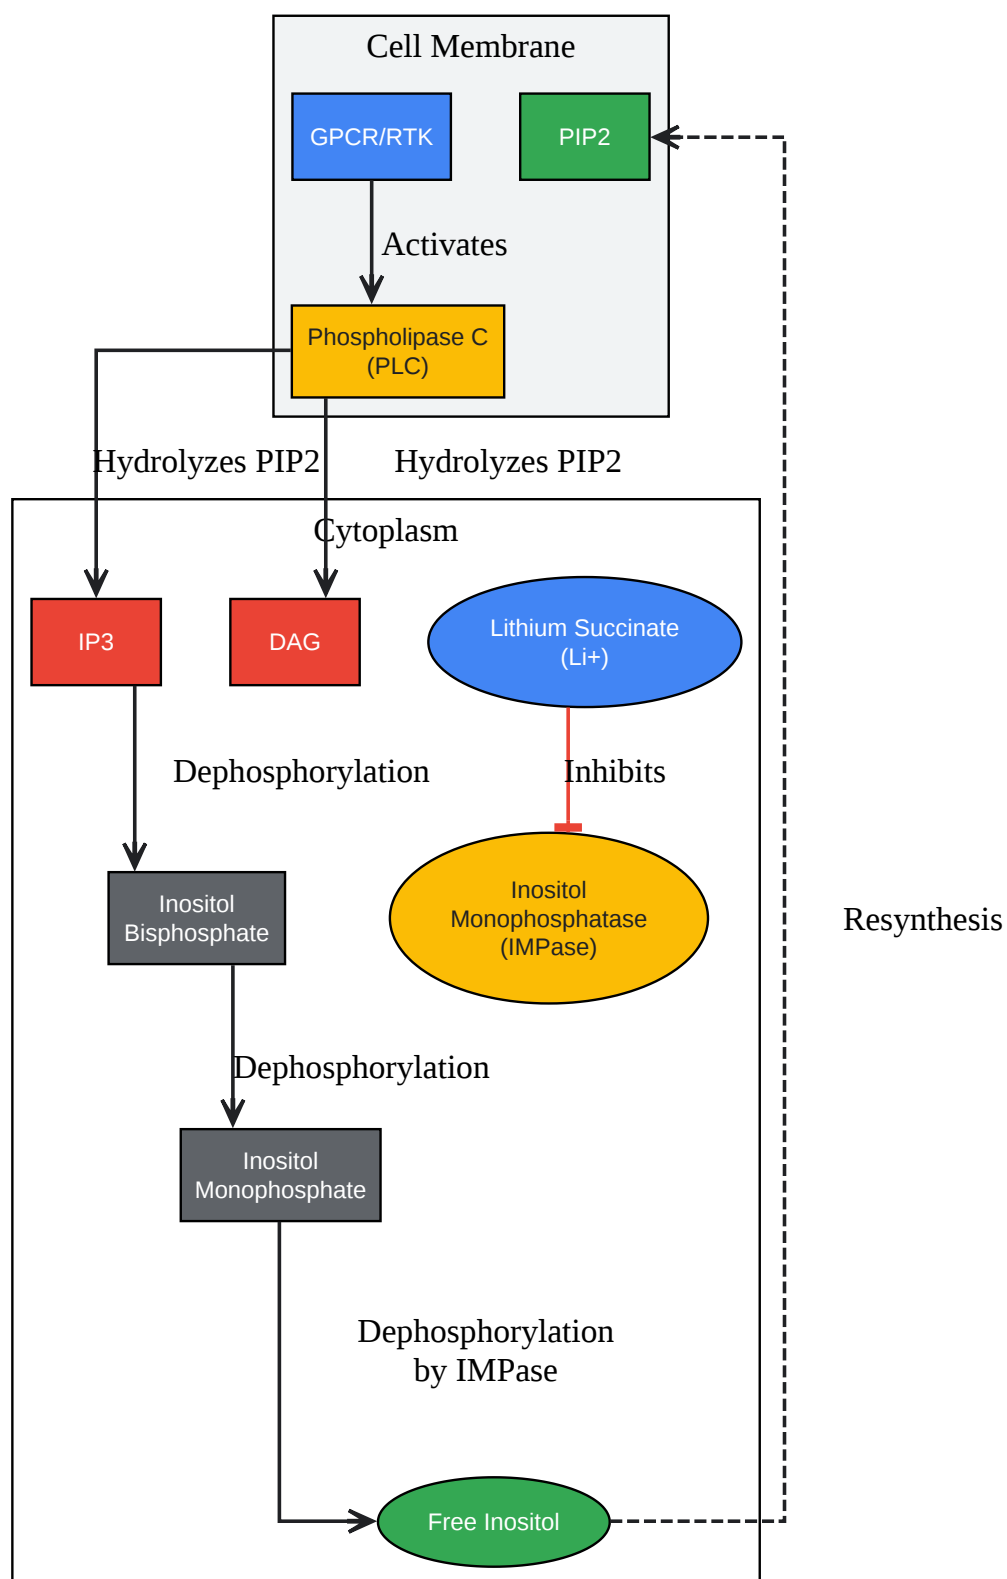 Cell Membrane
GPCR/RTK
PIP2
Activates
Phospholipase C
(PLC)
Hydrolyzes PIP2
Hydrolyzes PIP2
Cytoplasm
IP3
DAG
Lithium Succinate
(Li+)
Dephosphorylation
Inhibits
Inositol
Bisphosphate
Inositol
Monophosphatase
(IMPase)
Resynthesis
Dephosphorylation
Inositol
Monophosphate
Dephosphorylation
by IMPase
Free Inositol